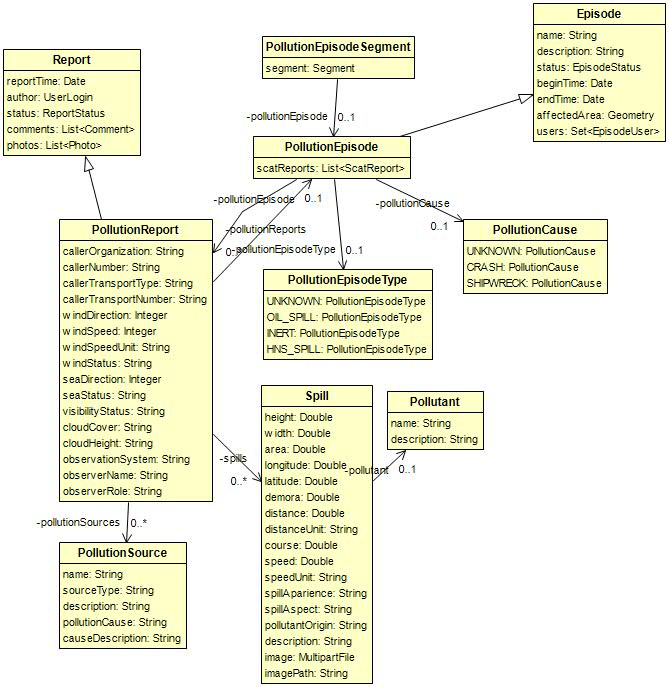 Episode
name: String
description: String
status: EpisodeStatus
beginTime: Date
endTime: Date
affectedArea: Geometry
users: Set<EpisodeUser>
PollutionEpisodeSegment
segment: Segment
Report
reportTime: Date
author: UserLogin
status: ReportStatus
comments: List<Comment>
photos: List<Photo>
-pollutionEpisode
0..1
PollutionEpisode
scatReports: List<ScatReport>
-pollutionEpisode
0..1
-pollutionReports
0..*
-pollutionEpisodeType
0..1
-pollutionCause
0..1
PollutionReport
callerOrganization: String
callerNumber: String
callerTransportType: String
callerTransportNumber: String
windDirection: Integer
windSpeed: Integer
windSpeedUnit: String
windStatus: String
seaDirection: Integer
seaStatus: String
visibilityStatus: String
cloudCover: String
cloudHeight: String
observationSystem: String
observerName: String
observerRole: String
PollutionCause
UNKNOWN: PollutionCause
CRASH: PollutionCause
SHIPWRECK: PollutionCause
PollutionEpisodeType
UNKNOWN: PollutionEpisodeType
OIL_SPILL: PollutionEpisodeType
INERT: PollutionEpisodeType
HNS_SPILL: PollutionEpisodeType
-spills
0..*
Spill
height: Double
width: Double
area: Double
longitude: Double
latitude: Double
demora: Double
distance: Double
distanceUnit: String
course: Double
speed: Double
speedUnit: String
spillAparience: String
spillAspect: String
pollutantOrigin: String
description: String
image: MultipartFile
imagePath: String
-pollutant
0..1
Pollutant
name: String
description: String
-pollutionSources
0..*
PollutionSource
name: String
sourceType: String
description: String
pollutionCause: String
causeDescription: String